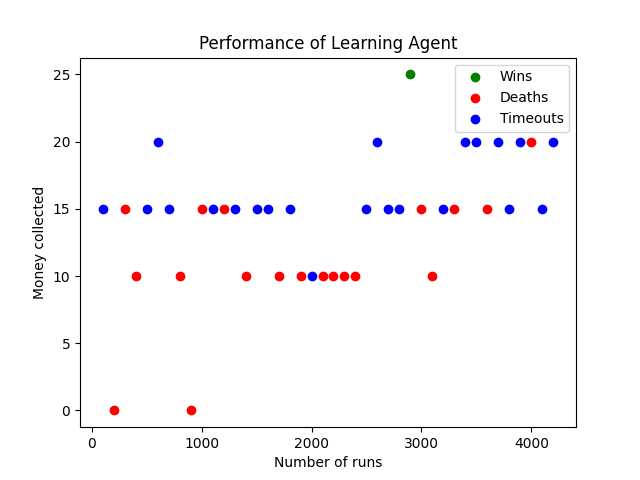 Performance of Learning Agent
Wins
Deaths
Timeouts
Money collected
25
20
15
10
5
0
0 1000 2000 3000 4000
Number of runs